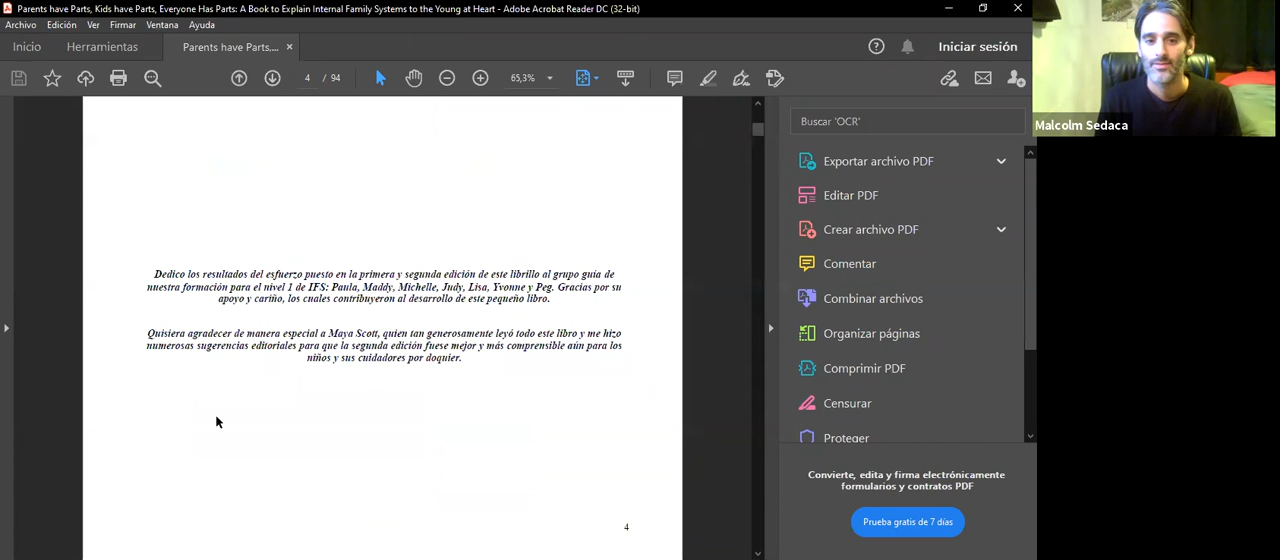 Parents have Parts, Kids have Parts, Everyone Has Parts: A Book to Explain Internal Family Systems to the Young at Heart - Adobe Acrobat Reader DC (32-bit)
Archivo Edición Ver Firmar Ventana Ayuda
Inicio Herramientas Parents have Parts,... × Iniciar sesión
4 / 94 65,3%
Malcolm Sedaca
Dedico los resultados del esfuerzo puesto en la primera y segunda edición de este librillo al grupo guía de
nuestra formación para el nivel 1 de IFS: Paula, Maddy, Michelle, Judy, Lisa, Yvonne y Peg. Gracias por su
apoyo y cariño, los cuales contribuyeron al desarrollo de este pequeño libro.
Quisiera agradecer de manera especial a Maya Scott, quien tan generosamente leyó todo este libro y me hizo
numerosas sugerencias editoriales para que la segunda edición fuese mejor y más comprensible aún para los
niños y sus cuidadores por doquier.
4
Buscar 'OCR'
Exportar archivo PDF
Editar PDF
Crear archivo PDF
Comentar
Combinar archivos
Organizar páginas
Comprimir PDF
Censurar
Proteger
Convierte, edita y firma electrónicamente
formularios y contratos PDF
Prueba gratis de 7 días